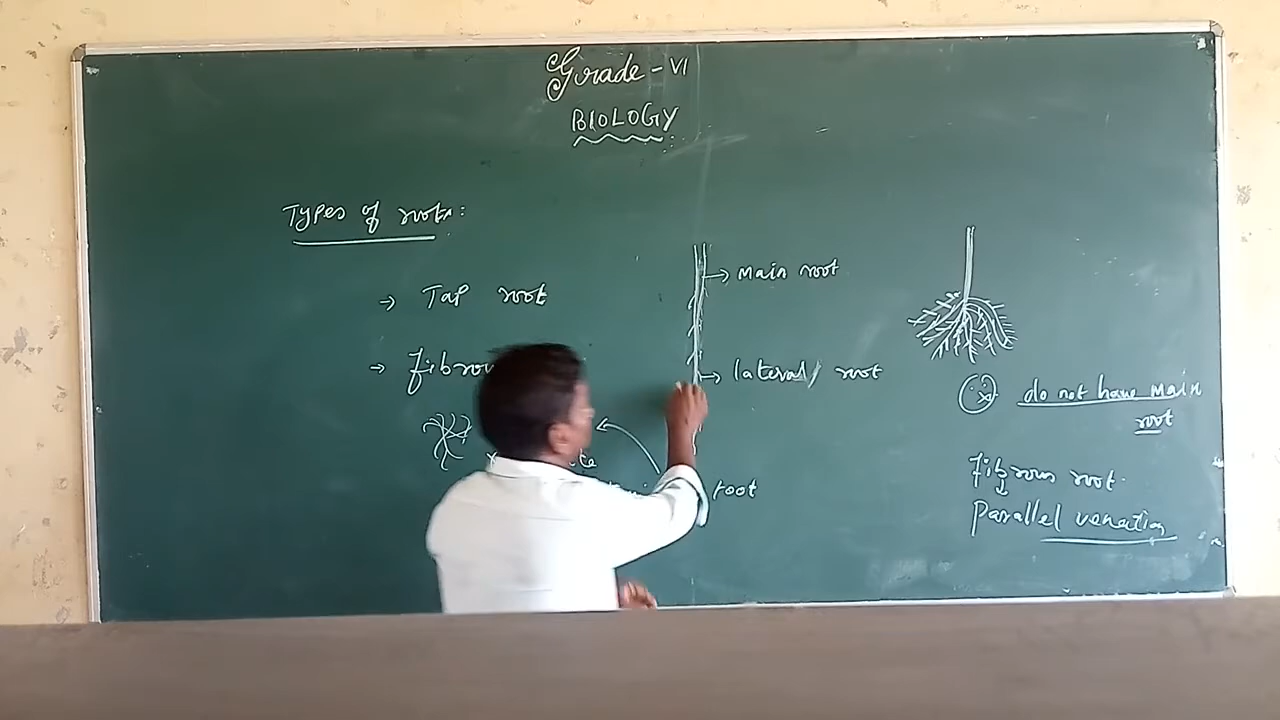 Grade - VI
BIOLOGY
Types of roots:
→ Tap root
→ fibrou
→ Main root
→ lateral root
root
do not have main
root
Fibrous root.
Parallel venation